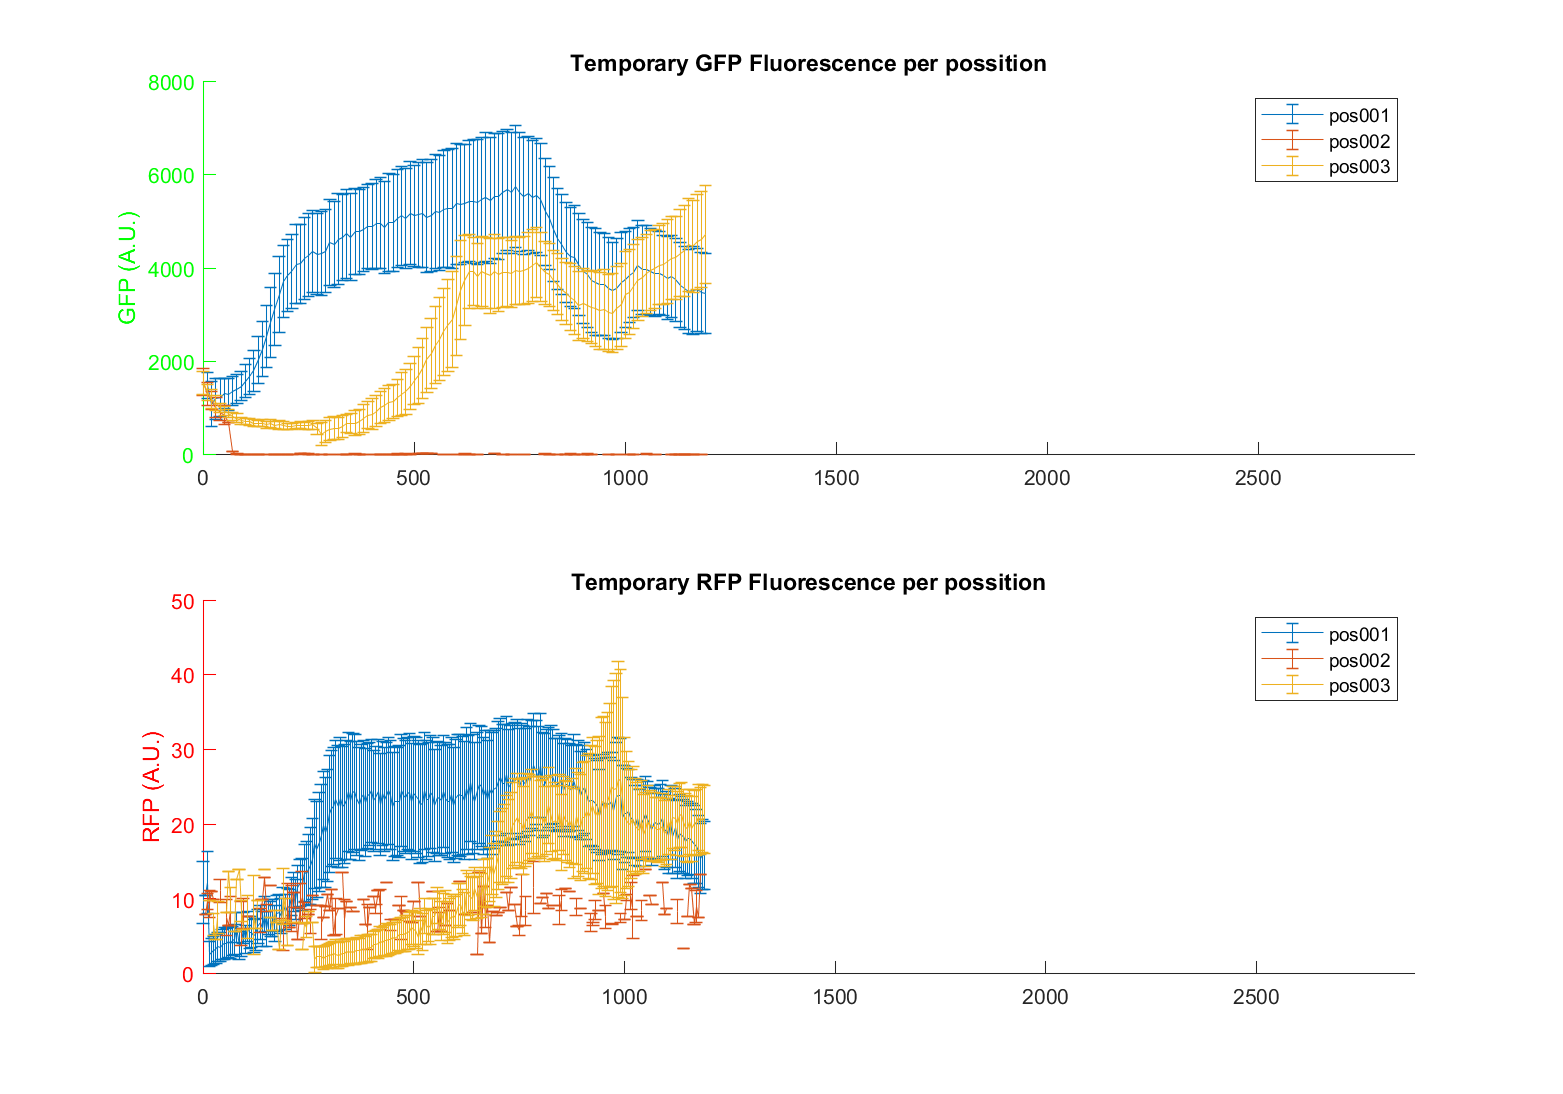 Temporary GFP Fluorescence per possition
8000
6000
4000
2000
0
GFP (A.U.)
0 500 1000 1500 2000 2500
pos001
pos002
pos003
Temporary RFP Fluorescence per possition
50
40
30
20
10
0
RFP (A.U.)
0 500 1000 1500 2000 2500
pos001
pos002
pos003